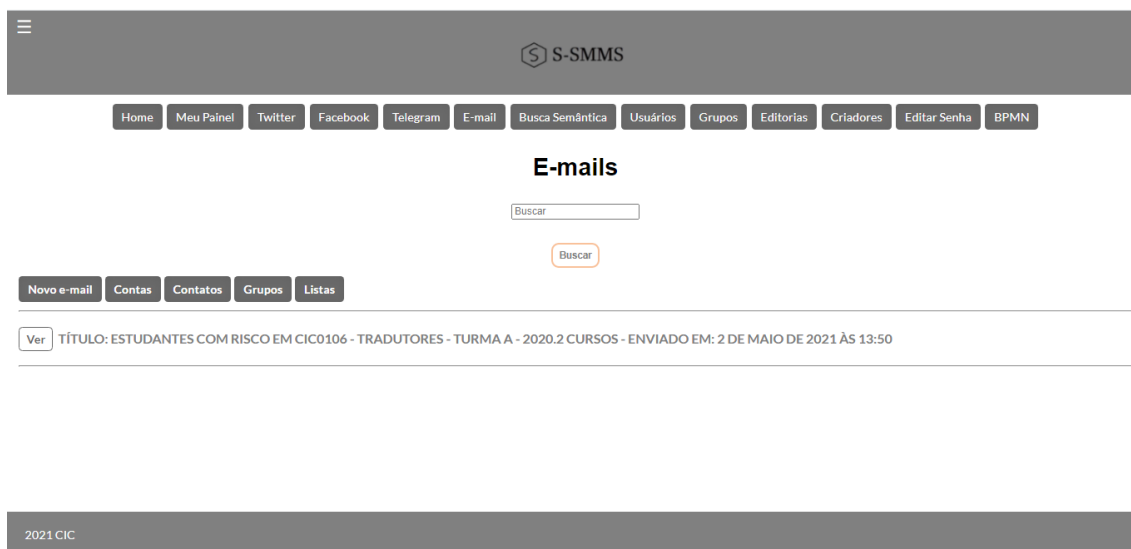 S-SMMS
Home Meu Painel Twitter Facebook Telegram E-mail Busca Semântica Usuários Grupos Editorias Criadores Editar Senha BPMN
E-mails
Buscar
Buscar
Novo e-mail Contas Contatos Grupos Listas
Ver TÍTULO: ESTUDANTES COM RISCO EM CIC0106 - TRADUTORES - TURMA A - 2020.2 CURSOS - ENVIADO EM: 2 DE MAIO DE 2021 ÀS 13:50
2021 CIC